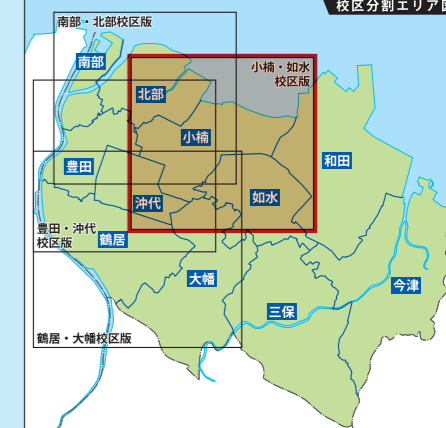 校区分割エリア
南部・北部校区版
南部
小楠・如水
校区版
北部
小楠
和田
豊田
沖代
如水
豊田・沖代
校区版
鶴居
大幡
今津
三保
鶴居・大幡校区版